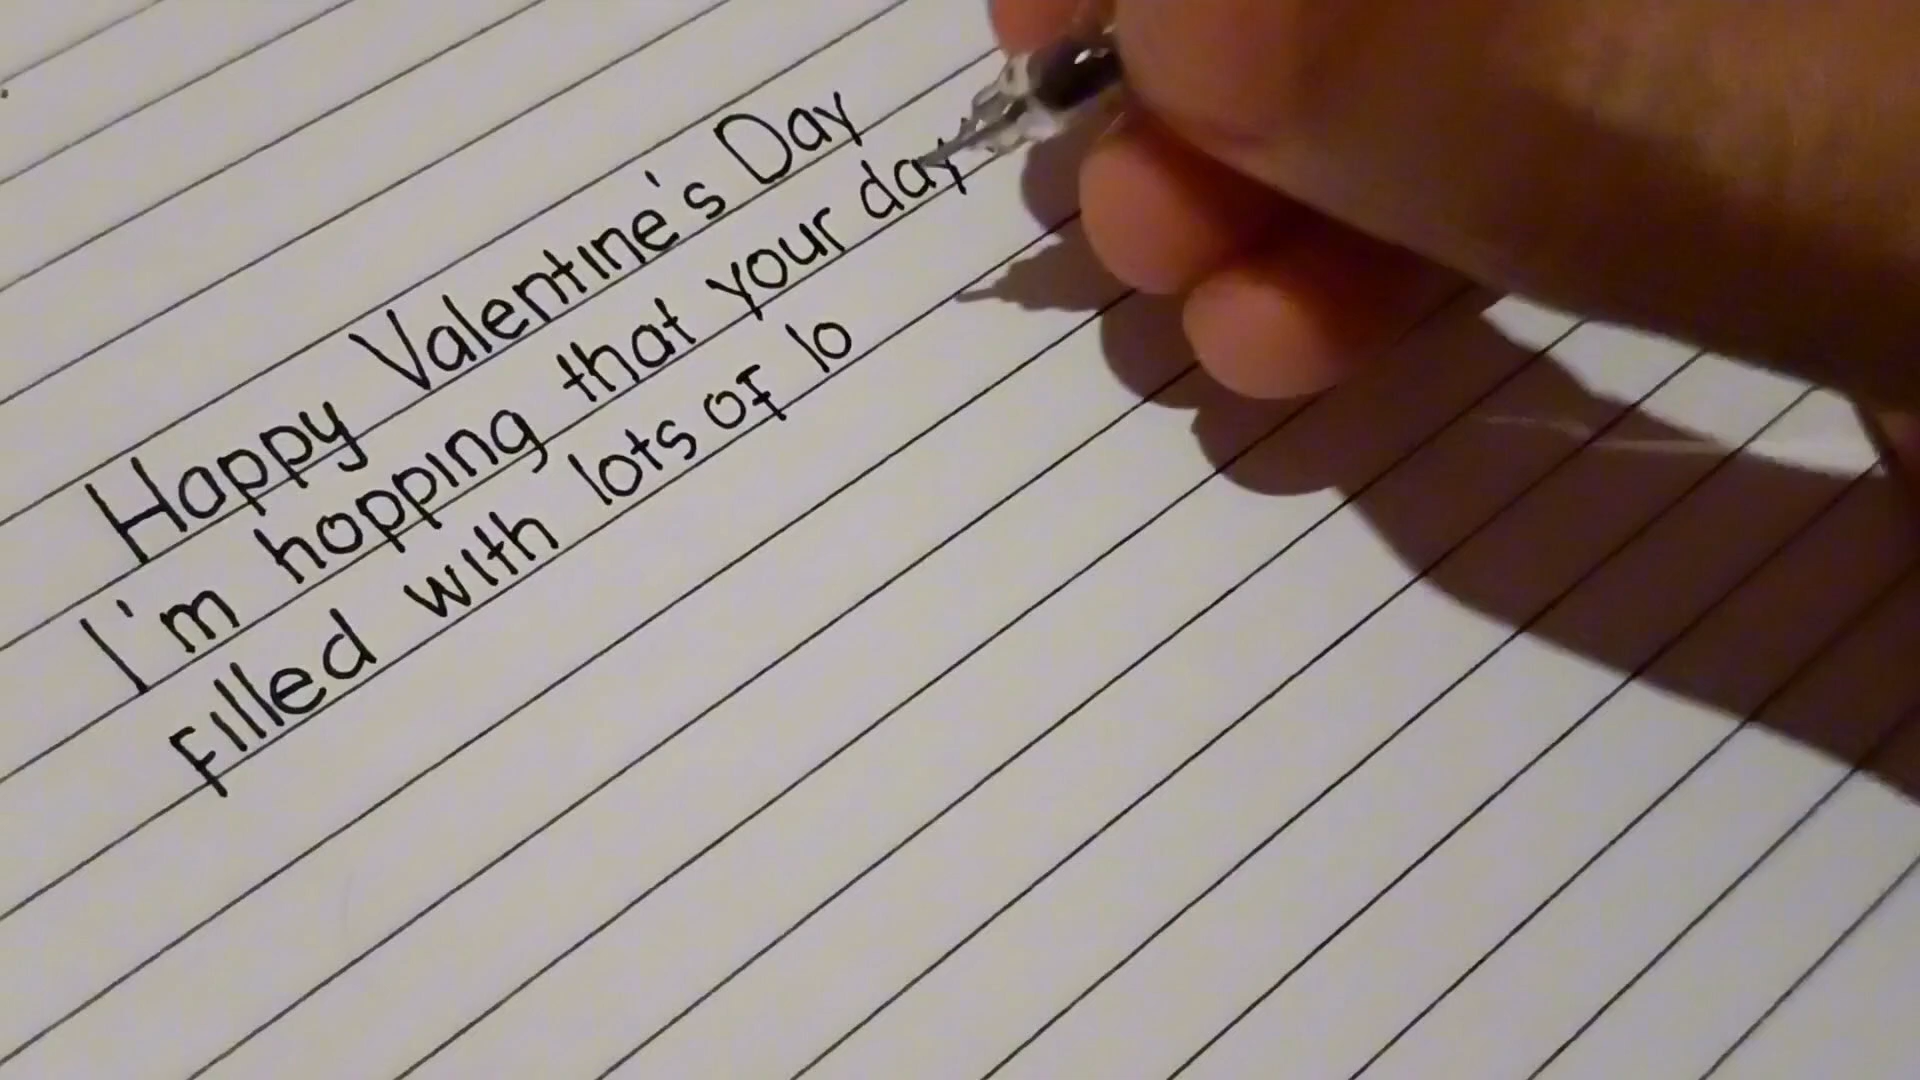 Happy Valentine's Day
I'm hopping that your day
filled with lots of lo